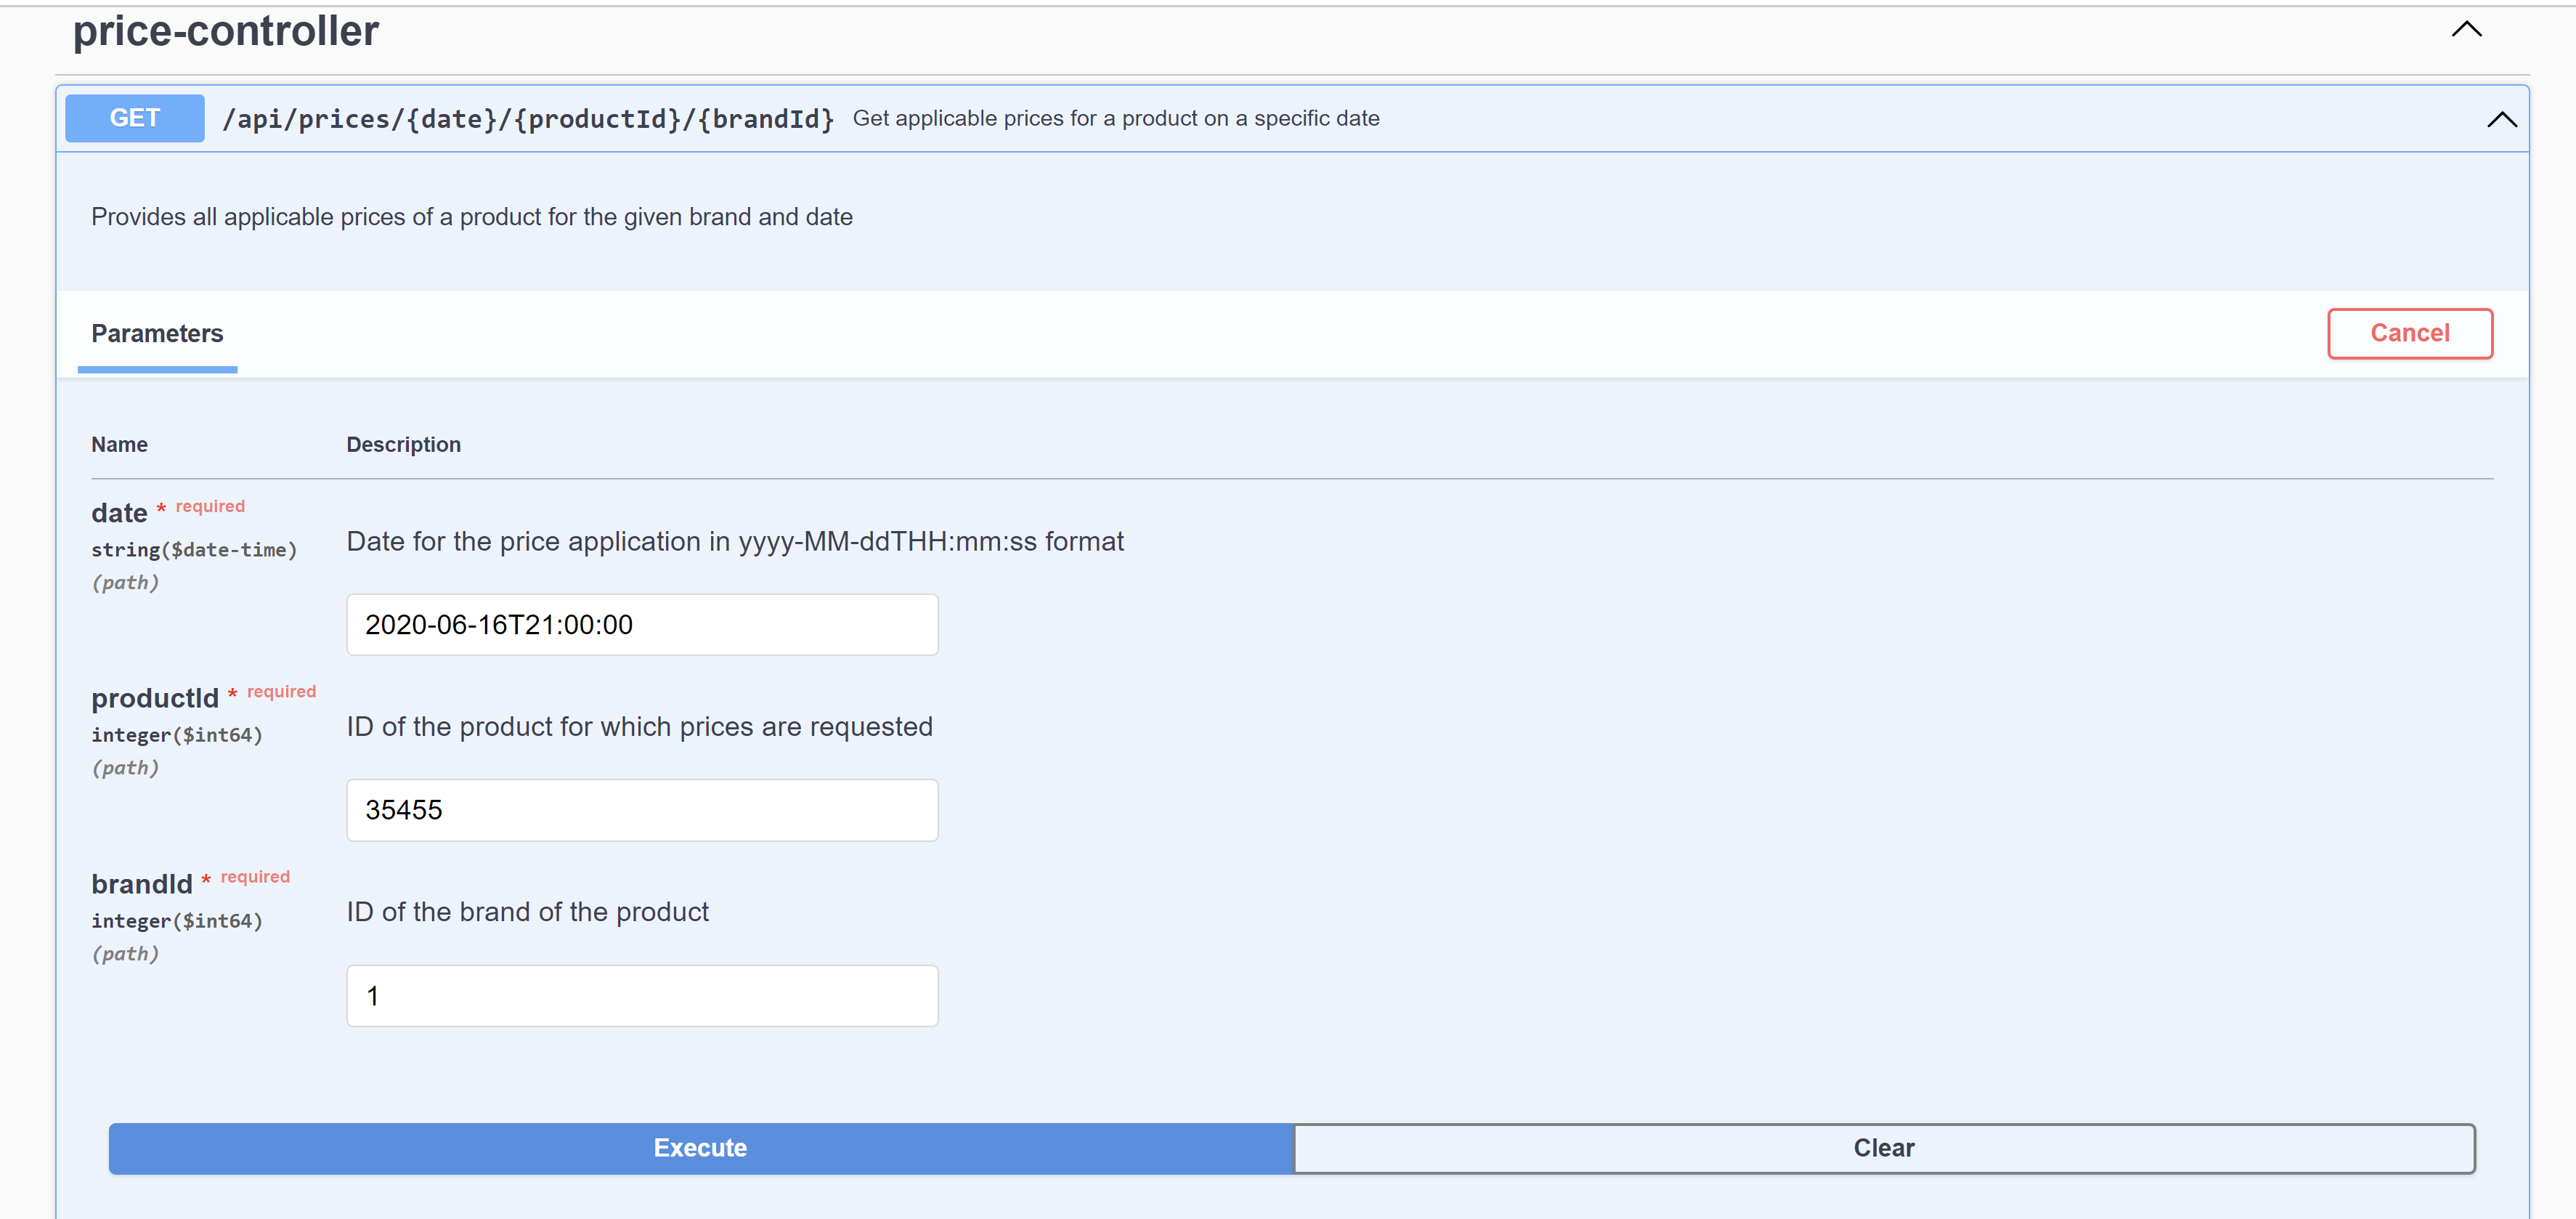 price-controller
GET /api/prices/{date}/{productId}/{brandId} Get applicable prices for a product on a specific date
Provides all applicable prices of a product for the given brand and date
Parameters
Cancel
Name Description
date * required
string($date-time)
(path)
Date for the price application in yyyy-MM-ddTHH:mm:ss format
2020-06-16T21:00:00
productId * required
integer($int64)
(path)
ID of the product for which prices are requested
35455
brandId * required
integer($int64)
(path)
ID of the brand of the product
1
Execute Clear